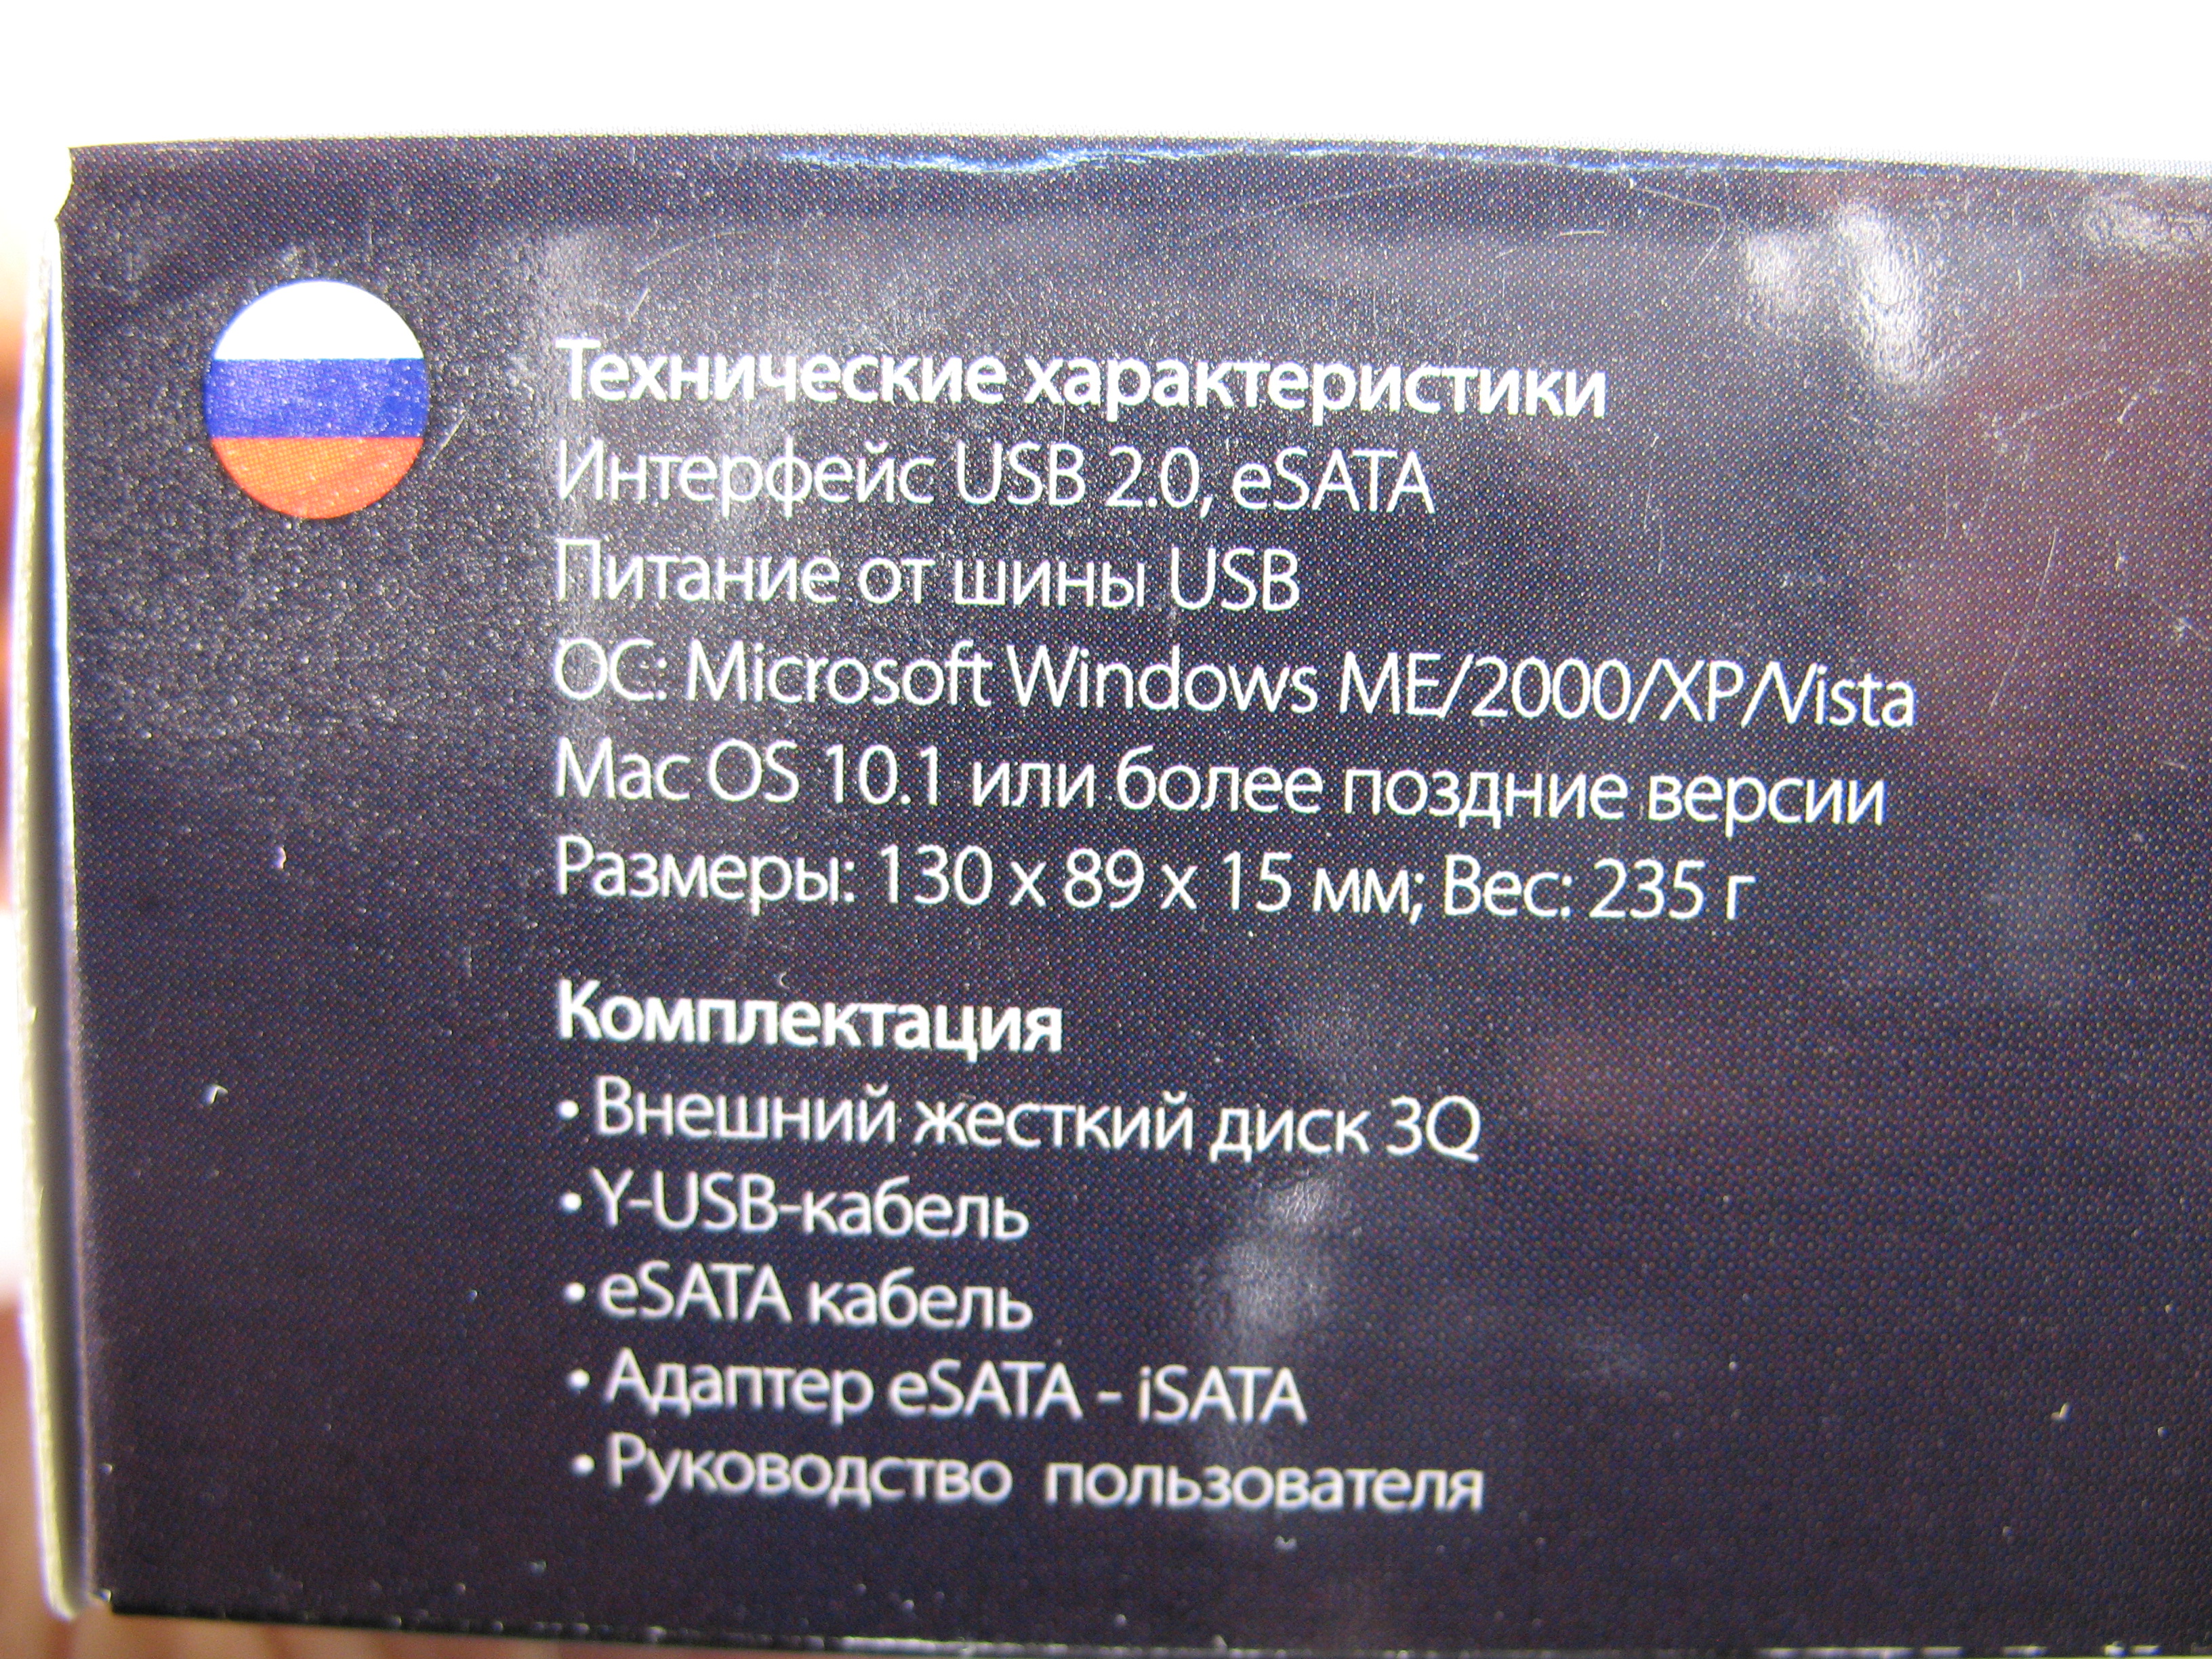 Технические характеристики
Интерфейс USB 2.0, eSATA
Питание от шины USB
ОС: Microsoft Windows ME/2000/XP/Vista
Mac OS 10.1 или более поздние версии
Размеры: 130 x 89 x 15 мм; Вес: 235 г
Комплектация
• Внешний жесткий диск 3Q
• Y-USB-кабель
• eSATA кабель
• Адаптер eSATA - iSATA
• Руководство пользователя